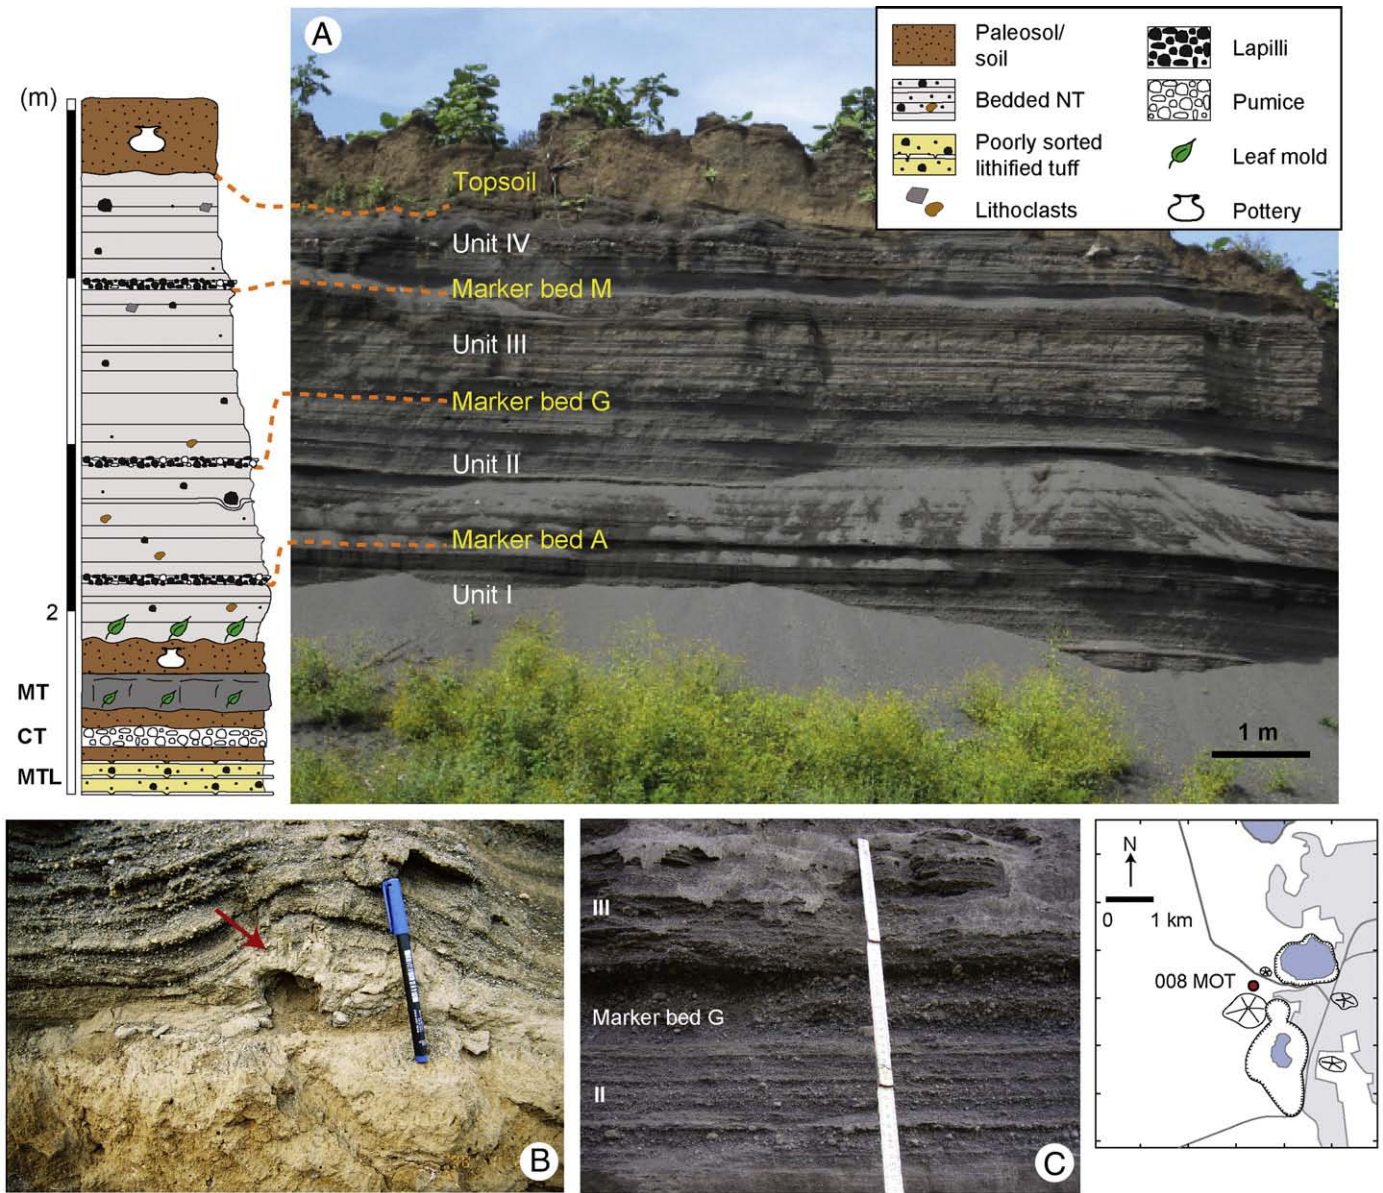 (m)
2
MT
CT
MTL
A
Topsoil
Unit IV
Marker bed M
Unit III
Marker bed G
Unit II
Marker bed A
Unit I
1 m
Paleosol/
soil
Bedded NT
Poorly sorted
lithified tuff
Lithoclasts
Lapilli
Pumice
Leaf mold
Pottery
B
III
Marker bed G
II
C
N
0 1 km
008 MOT